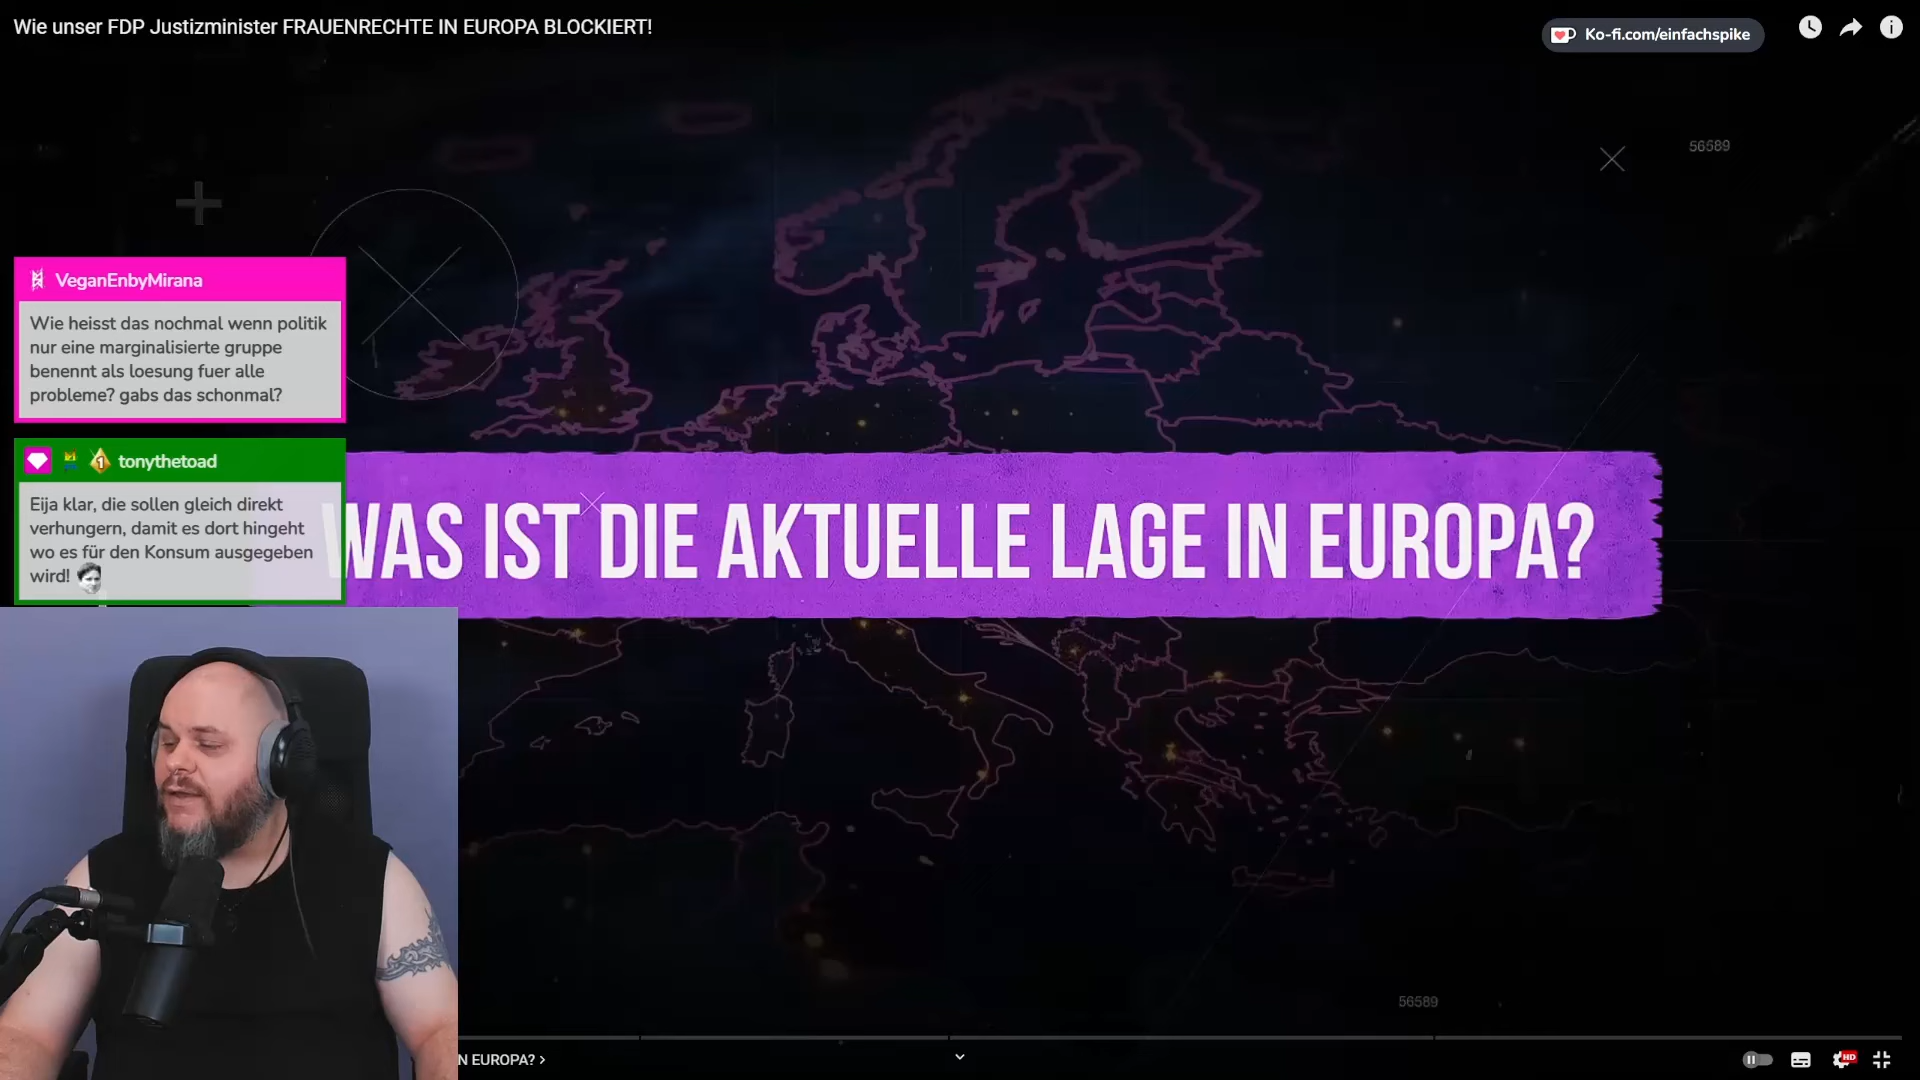 Wie unser FDP Justizminister FRAUENRECHTE IN EUROPA BLOCKIERT!
Ko-fi.com/einfachspike
56589
VeganEnbyMirana
Wie heisst das nochmal wenn politik
nur eine marginalisierte gruppe
benennt als loesung fuer alle
probleme? gabs das schonmal?
1 tonythetoad
Eija klar, die sollen gleich direkt
verhungern, damit es dort hingeht
wo es für den Konsum ausgegeben
wird!
WAS IST DIE AKTUELLE LAGE IN EUROPA?
56589
N EUROPA? >
HD